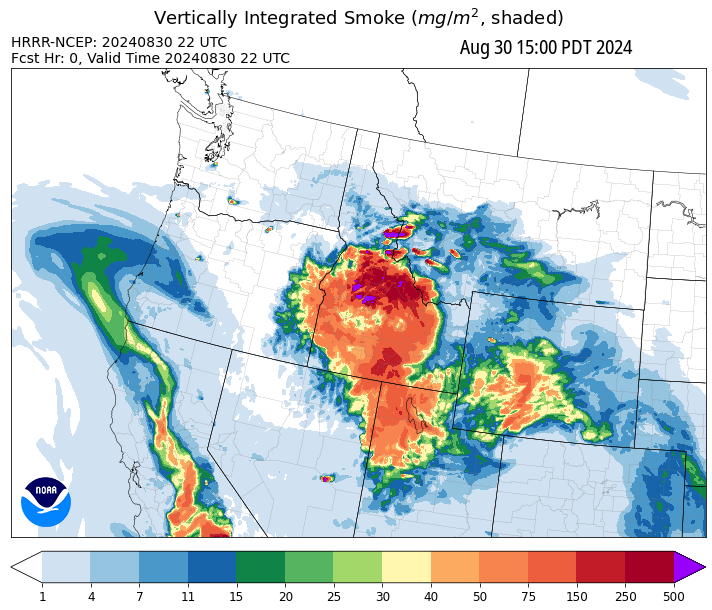 Vertically Integrated Smoke (mg/m², shaded)
HRRR-NCEP: 20240830 22 UTC
Aug 30 15:00 PDT 2024
Fcst Hr: 0, Valid Time 20240830 22 UTC
NOAA
1 4 7 11 15 20 25 30 40 50 75 150 250 500